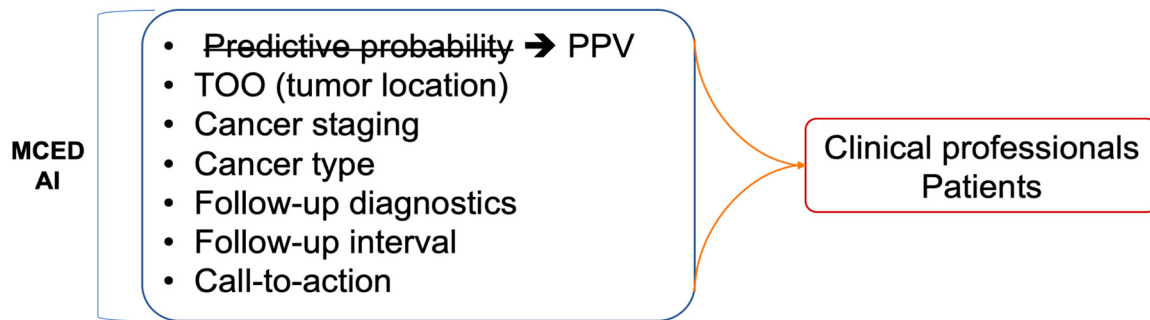 MCED
AI
• Predictive probability ➔ PPV
• TOO (tumor location)
• Cancer staging
• Cancer type
• Follow-up diagnostics
• Follow-up interval
• Call-to-action
Clinical professionals
Patients